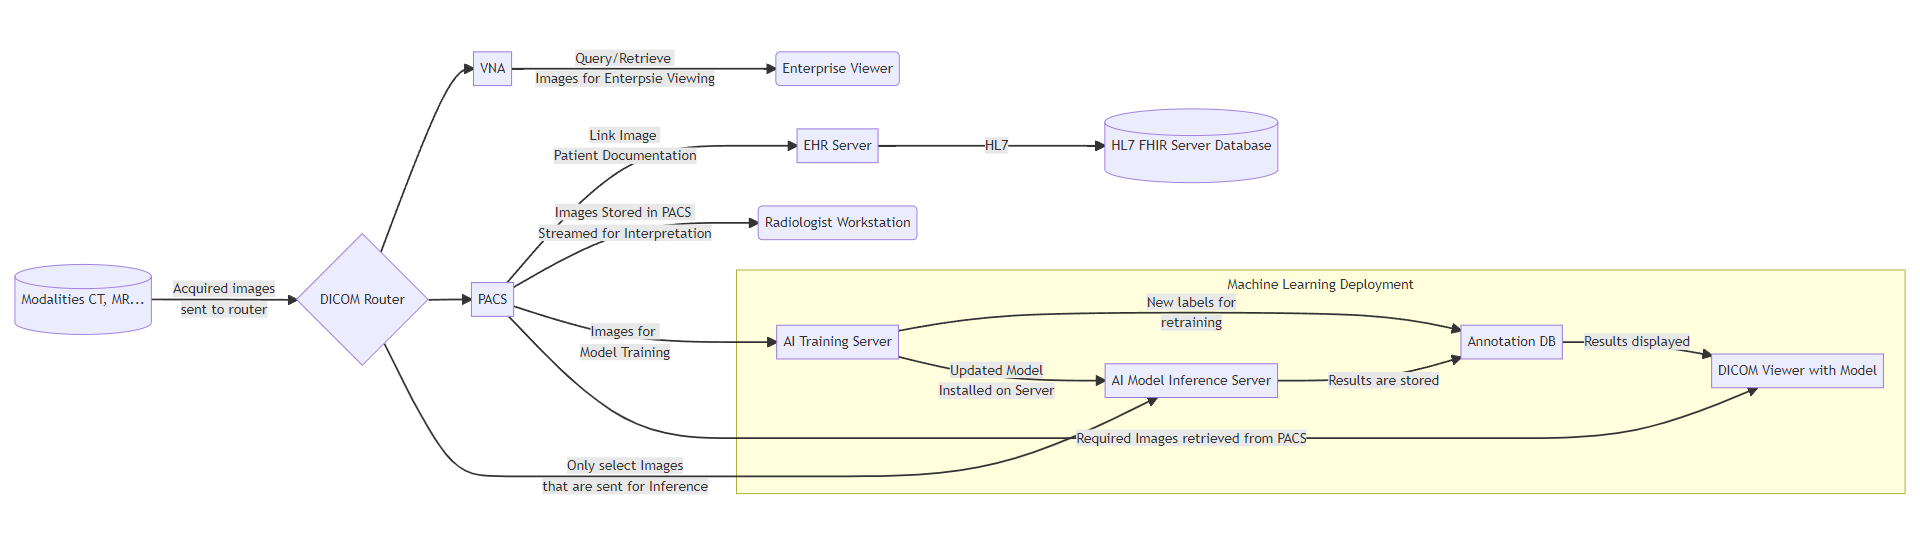 VNA
Query/Retrieve
Images for Enterpsie Viewing
Enterprise Viewer
Link Image
Patient Documentation
EHR Server
HL7
HL7 FHIR Server Database
Images Stored in PACS
Streamed for Interpretation
Radiologist Workstation
Modalities CT, MR...
Acquired images
sent to router
DICOM Router
PACS
Machine Learning Deployment
New labels for
retraining
Images for
Model Training
AI Training Server
Annotation DB
Results displayed
DICOM Viewer with Model
Updated Model
Installed on Server
AI Model Inference Server
Results are stored
Required Images retrieved from PACS
Only select Images
that are sent for Inference